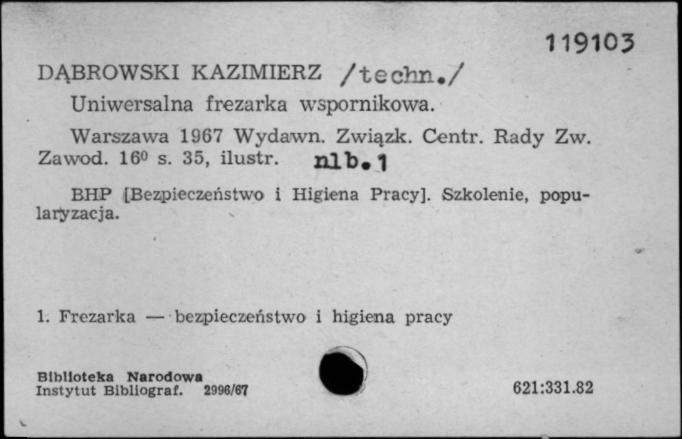 119103
DĄBROWSKI KAZIMIERZ /techn./
Uniwersalna frezarka wspornikowa.
Warszawa 1967 Wydawn. Związk. Centr. Rady Zw.
Zawod. 16⁰ s. 35, ilustr. nlb.1
BHP [Bezpieczeństwo i Higiena Pracy]. Szkolenie, popu-
laryzacja.
1. Frezarka — bezpieczeństwo i higiena pracy
Biblioteka Narodowa
Instytut Bibliograf. 2996/67
621:331.82